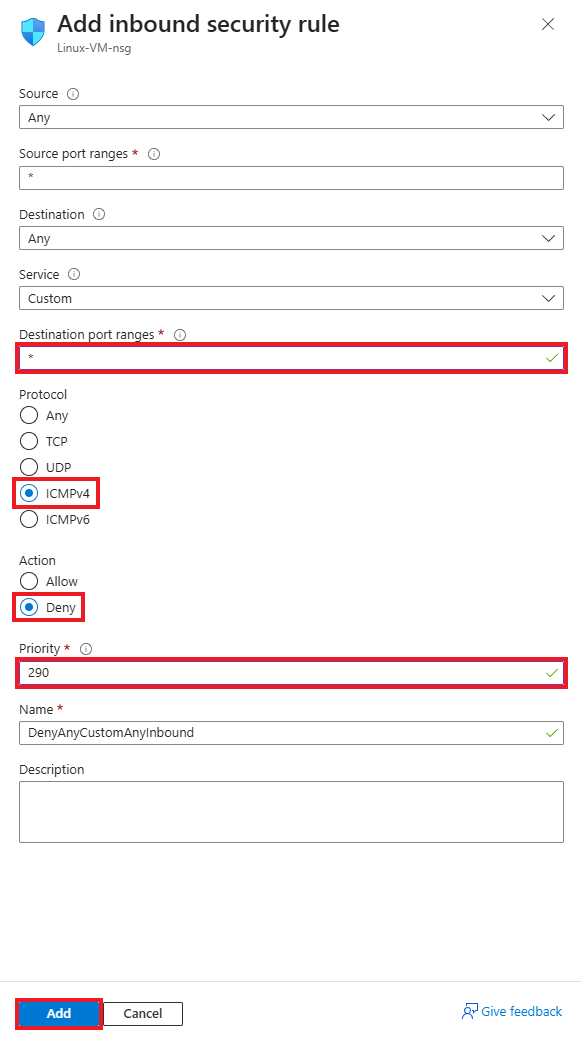 Add inbound security rule
Linux-VM-nsg
Source
Any
Source port ranges *
*
Destination
Any
Service
Custom
Destination port ranges *
*
Protocol
Any
TCP
UDP
ICMPv4
ICMPv6
Action
Allow
Deny
Priority *
290
Name *
DenyAnyCustomAnyInbound
Description
Add
Cancel
Give feedback